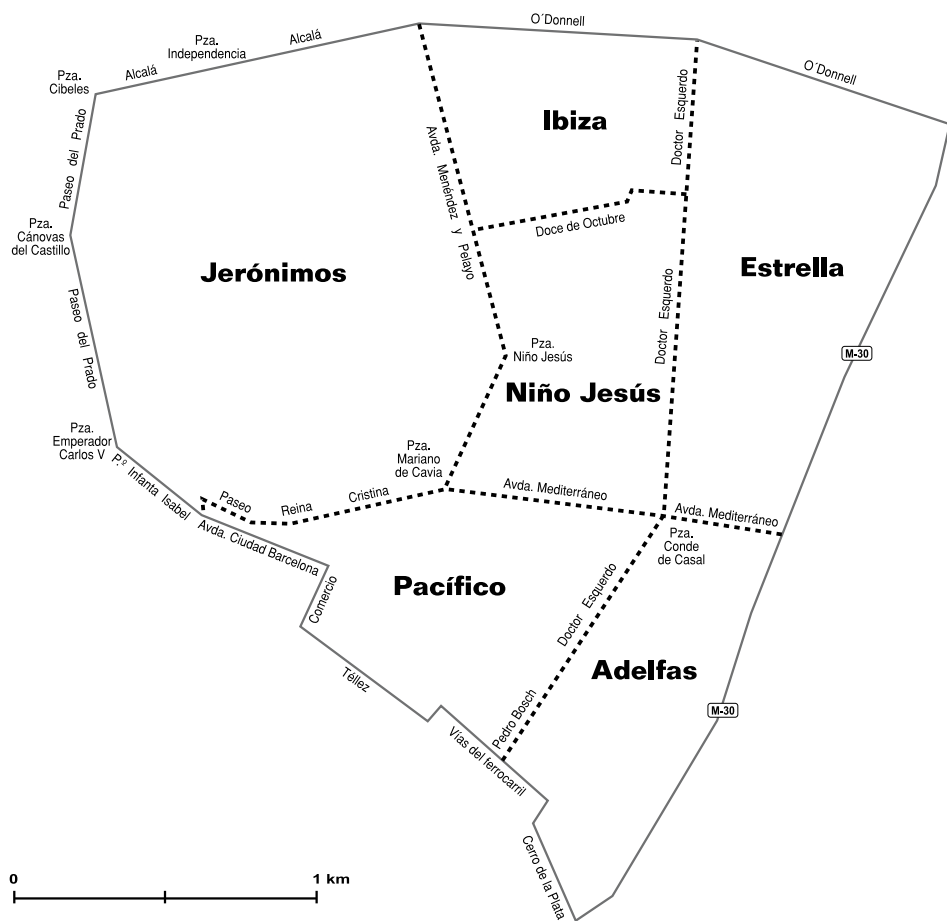 O´Donnell
Pza.
Independencia
Alcalá
Alcalá
Pza.
Cibeles
O´Donnell
Paseo del Prado
Ibiza
Doctor Esquerdo
Avda. Menéndez y Pelayo
Doce de Octubre
Pza.
Cánovas
del Castillo
Jerónimos
Estrella
Doctor Esquerdo
Paseo del Prado
Pza.
Niño Jesús
M-30
Niño Jesús
Pza.
Emperador
Carlos V
Pza.
Mariano
de Cavia
P.º Infanta Isabel
Paseo Reina Cristina
Avda. Mediterráneo
Avda. Mediterráneo
Avda. Ciudad Barcelona
Pza.
Conde
de Casal
Comercio
Pacífico
Doctor Esquerdo
Adelfas
Téllez
Pedro Bosch
M-30
Vías del ferrocarril
Cerro de la Plata
0 1 km